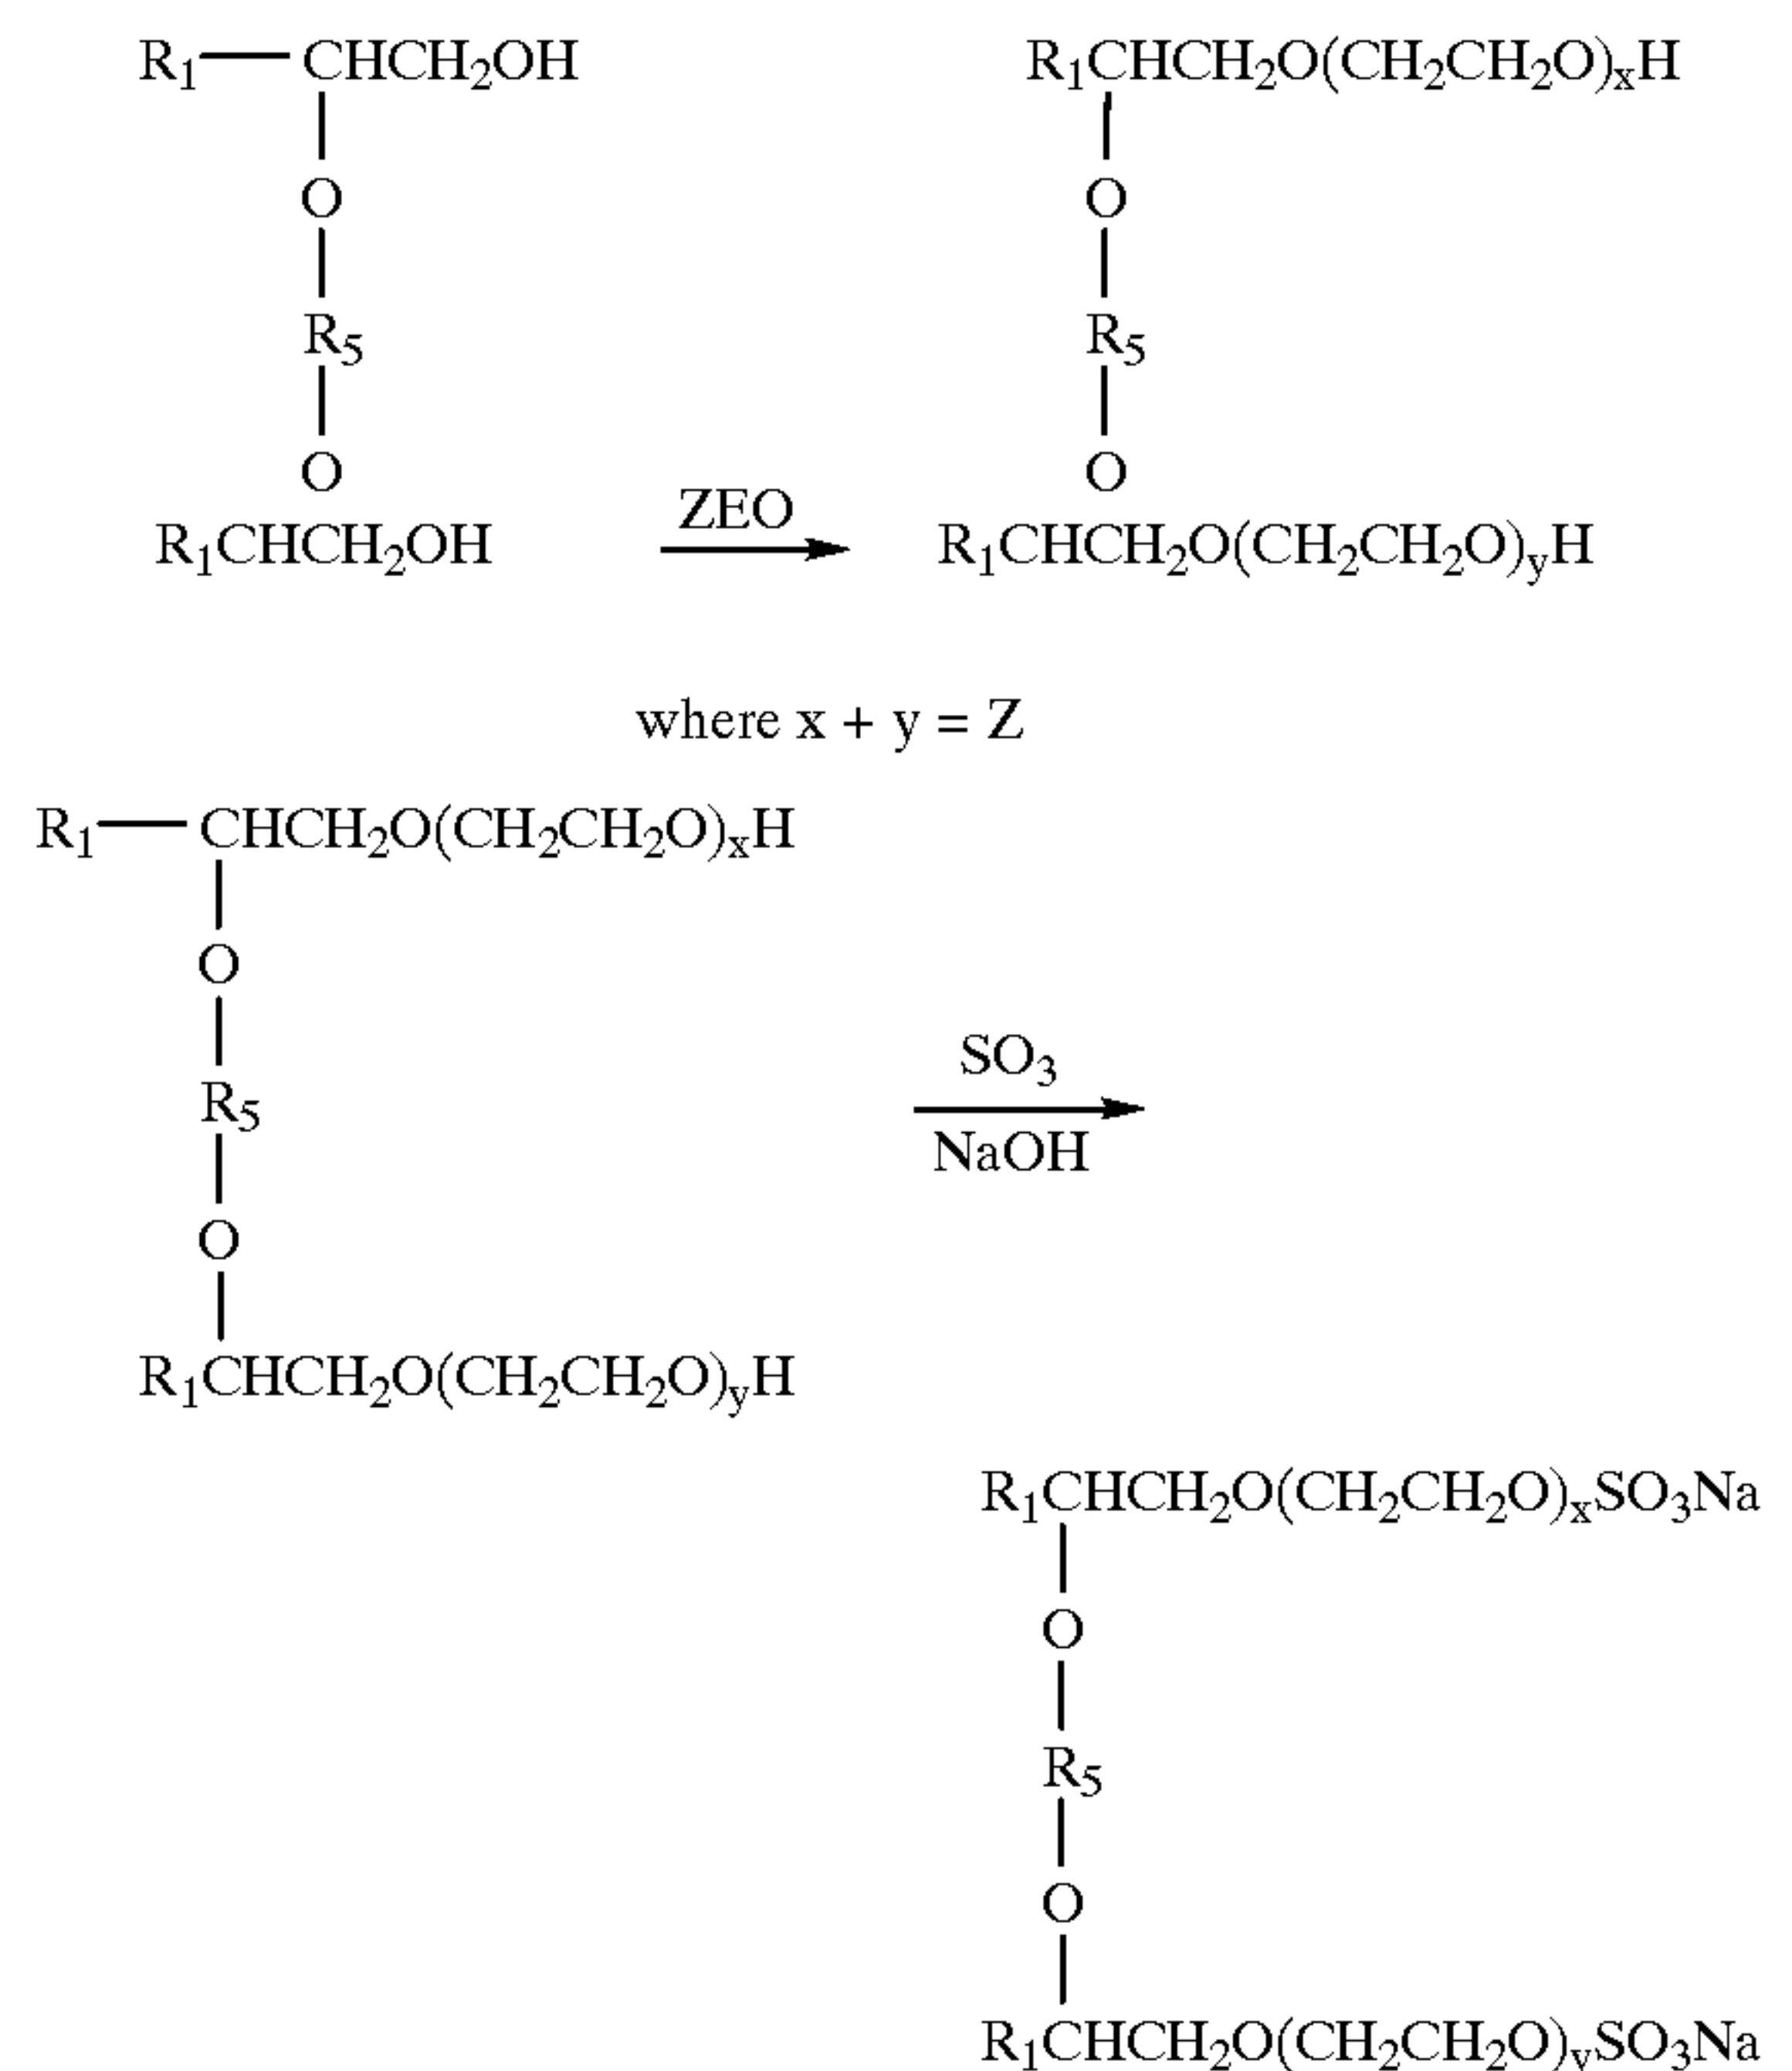 R₁—CHCH₂OH
R₁CHCH₂O(CH₂CH₂O)ₓH
O
O
R₅
R₅
O
O
ZEO
R₁CHCH₂OH
R₁CHCH₂O(CH₂CH₂O)yH
where x + y = Z
R₁—CHCH₂O(CH₂CH₂O)ₓH
O
SO₃
R₅
NaOH
O
R₁CHCH₂O(CH₂CH₂O)yH
R₁CHCH₂O(CH₂CH₂O)ₓSO₃Na
O
R₅
O
R₁CHCH₂O(CH₂CH₂O)ySO₃Na